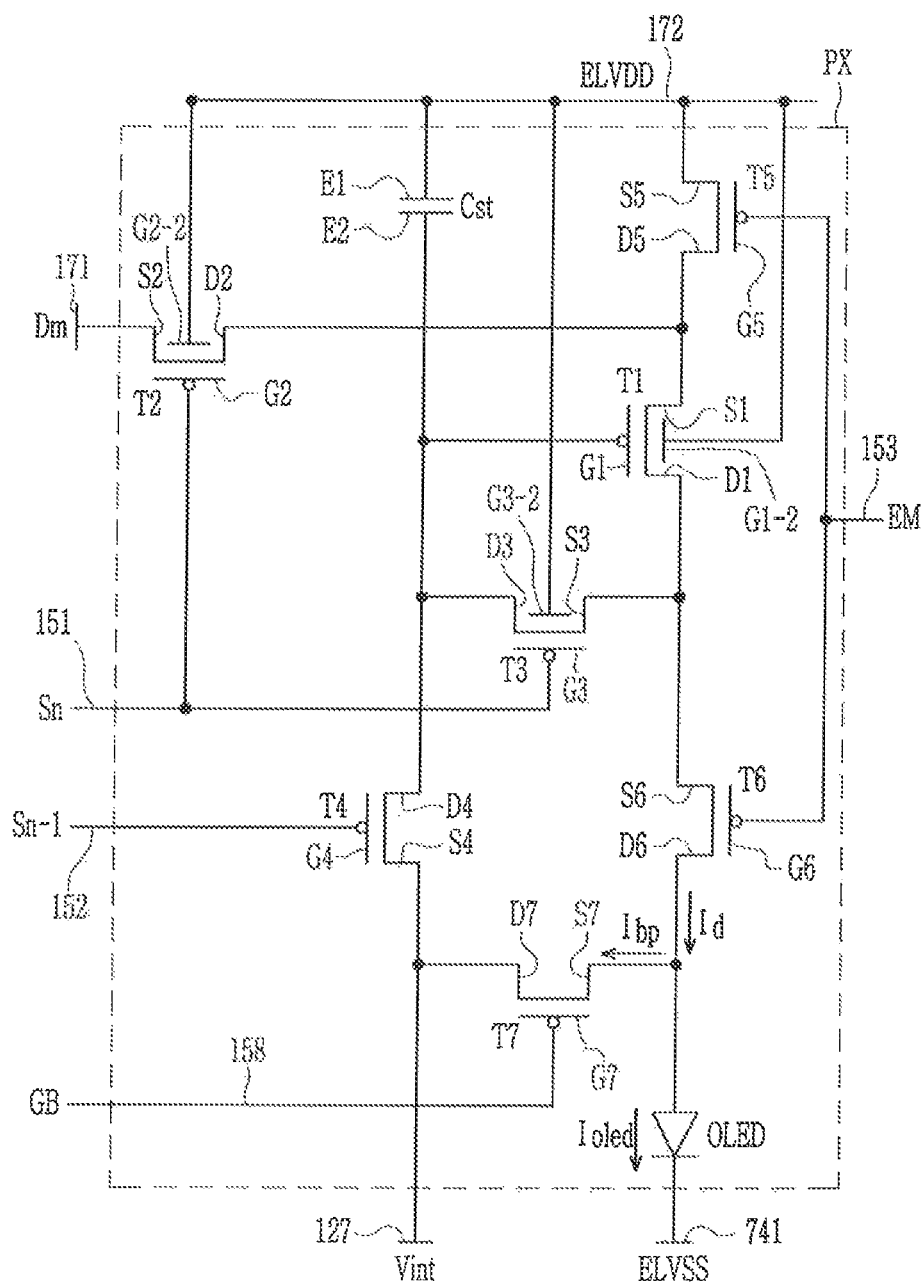 172
PX
ELVDD
E1
Cst
E2
S5
T5
D5
G5
G2-2
171
S2
D2
Dm
T2
G2
T1
S1
G1
D1
G1-2
153
EM
G3-2
D3
S3
T3
G3
151
Sn
T4
D4
Sn-1
G4
S4
152
S6
T6
D6
G6
D7
S7
Ibp
Id
T7
G7
158
GB
Ioled
OLED
127
Vint
741
ELVSS